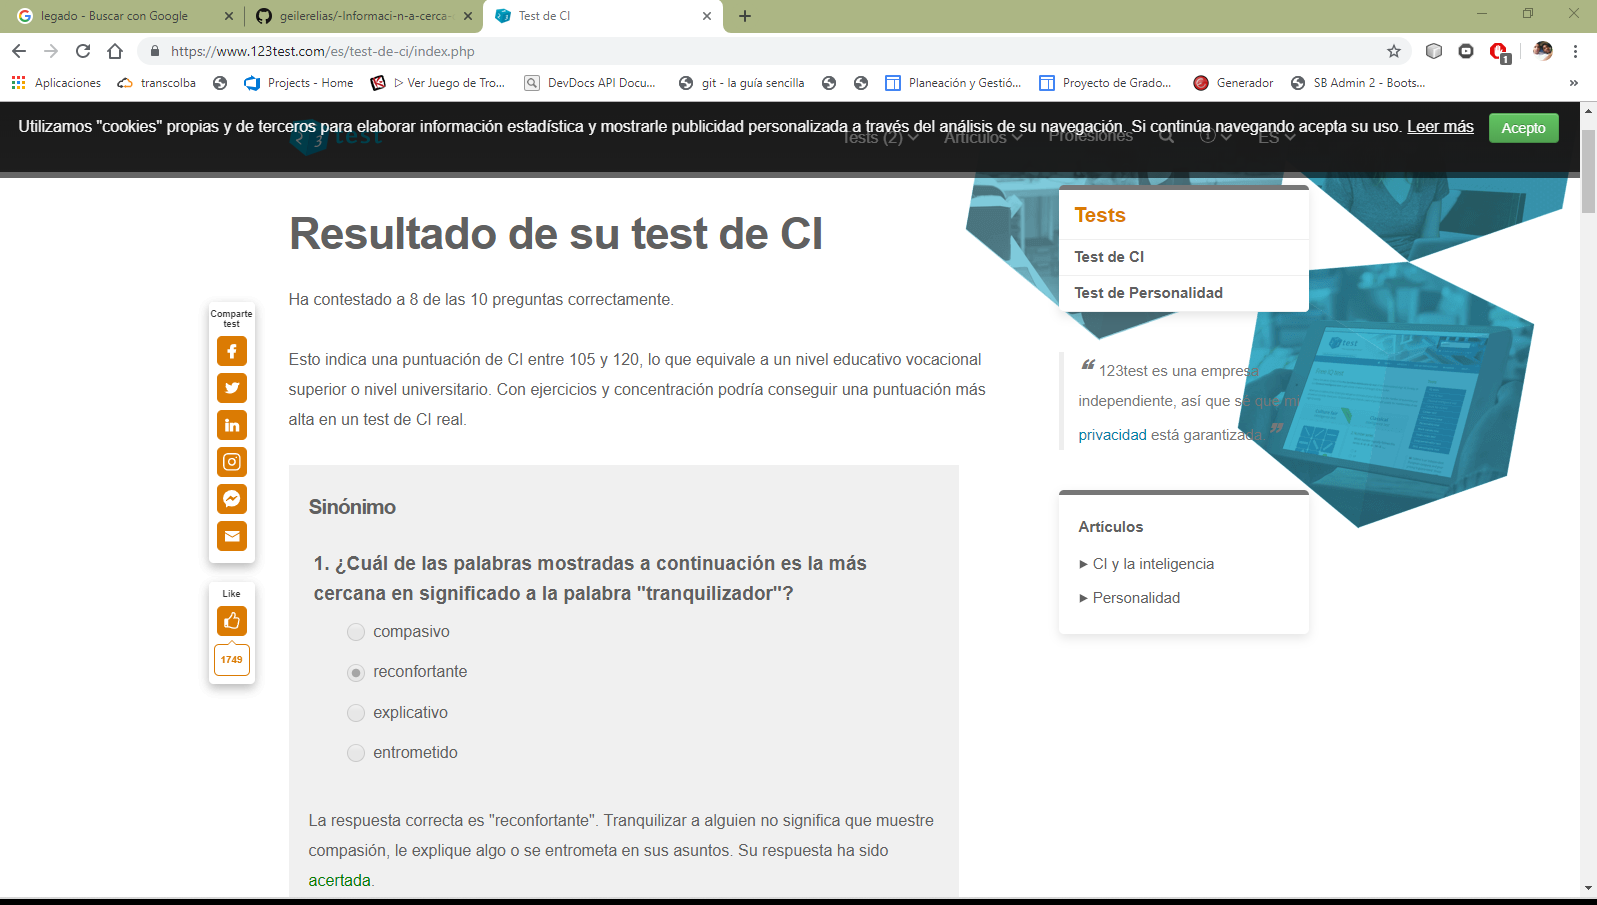 legado - Buscar con Google
geilerelias/-Informaci-n-a-cerca-
Test de CI
https://www.123test.com/es/test-de-ci/index.php
Aplicaciones
transcolba
Projects - Home
▷ Ver Juego de Tro...
DevDocs API Docu...
git - la guía sencilla
Planeación y Gestió...
Proyecto de Grado...
Generador
SB Admin 2 - Boots...
»
Utilizamos "cookies" propias y de terceros para elaborar información estadística y mostrarle publicidad personalizada a través del análisis de su navegación. Si continúa navegando acepta su uso. Leer más
Acepto
123 test
Tests (2)
Artículos
Profesiones
ES
Resultado de su test de CI
Ha contestado a 8 de las 10 preguntas correctamente.
Esto indica una puntuación de CI entre 105 y 120, lo que equivale a un nivel educativo vocacional
superior o nivel universitario. Con ejercicios y concentración podría conseguir una puntuación más
alta en un test de CI real.
Comparte
test
Like
1749
Sinónimo
1. ¿Cuál de las palabras mostradas a continuación es la más
cercana en significado a la palabra "tranquilizador"?
compasivo
reconfortante
explicativo
entrometido
La respuesta correcta es "reconfortante". Tranquilizar a alguien no significa que muestre
compasión, le explique algo o se entrometa en sus asuntos. Su respuesta ha sido
acertada.
Tests
Test de CI
Test de Personalidad
“ 123test es una empresa
independiente, así que sé que mi
privacidad está garantizada. ”
Artículos
► CI y la inteligencia
► Personalidad